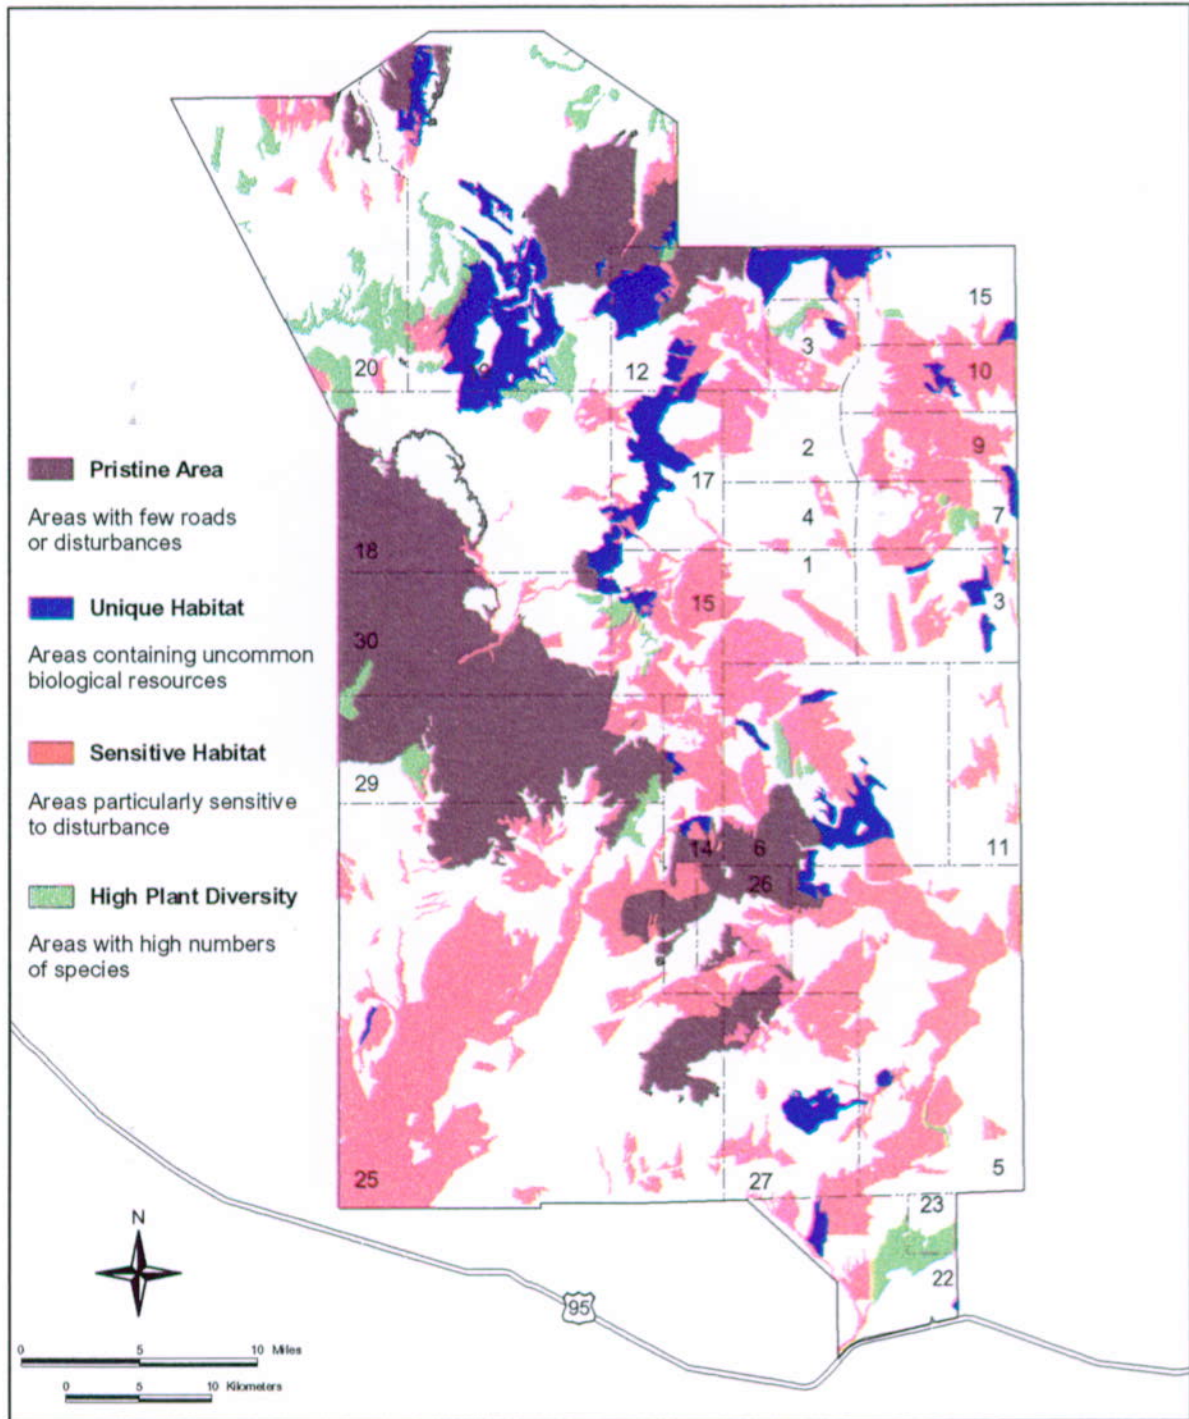 15
3
20
19
12
10
9
2
17
7
4
18
1
15
3
30
29
14
6
11
26
25
27
5
23
22
Pristine Area
Areas with few roads
or disturbances
Unique Habitat
Areas containing uncommon
biological resources
Sensitive Habitat
Areas particularly sensitive
to disturbance
High Plant Diversity
Areas with high numbers
of species
N
95
0 5 10 Miles
0 5 10 Kilometers